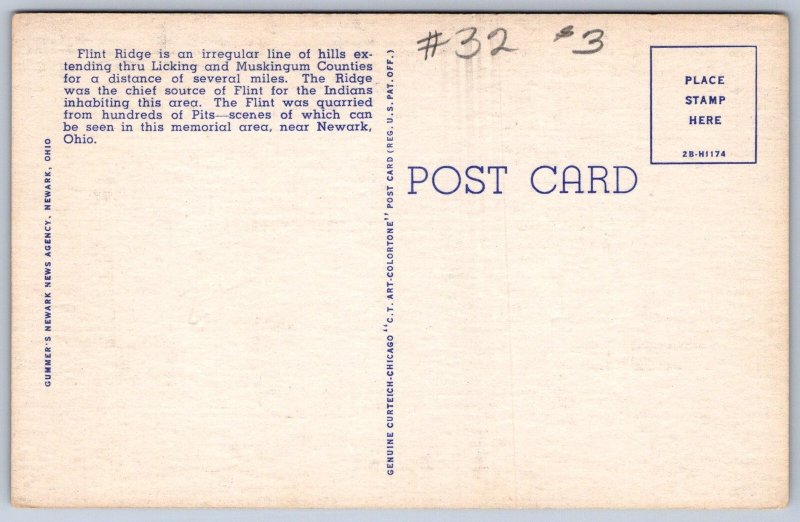 Flint Ridge is an irregular line of hills ex-
tending thru Licking and Muskingum Counties
for a distance of several miles. The Ridge
was the chief source of Flint for the Indians
inhabiting this area. The Flint was quarried
from hundreds of Pits—scenes of which can
be seen in this memorial area, near Newark,
Ohio.
GUMMER'S NEWARK NEWS AGENCY, NEWARK, OHIO
GENUINE CURTEICH-CHICAGO "C.T. ART-COLORTONE" POST CARD (REG. U.S. PAT. OFF.)
#32 $3
POST CARD
PLACE
STAMP
HERE
2B-H1174